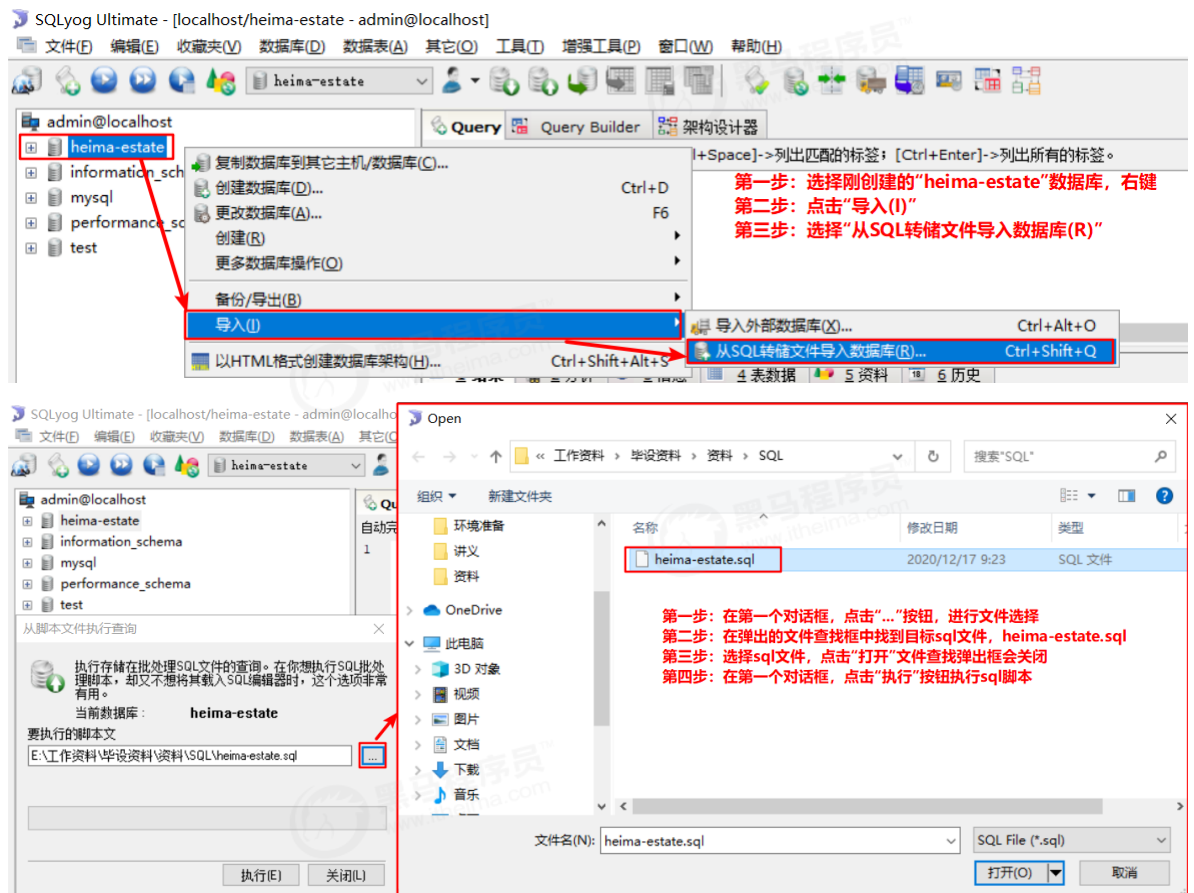 SQLyog Ultimate - [localhost/heima-estate - admin@localhost]
文件(F) 编辑(E) 收藏夹(V) 数据库(D) 数据表(A) 其它(O) 工具(T) 增强工具(P) 窗口(W) 帮助(H)
heima-estate
admin@localhost
heima-estate
information_sch
mysql
performance_sc
test
Query Query Builder 架构设计器
l+Space]->列出匹配的标签；[Ctrl+Enter]->列出所有的标签。
复制数据库到其它主机/数据库(C)...
创建数据库(D)... Ctrl+D
更改数据库(A)... F6
创建(R)
更多数据库操作(O)
备份/导出(B)
导入(I)
以HTML格式创建数据库架构(H)... Ctrl+Shift+Alt+S
第一步：选择刚创建的“heima-estate”数据库，右键
第二步：点击“导入(I)”
第三步：选择“从SQL转储文件导入数据库(R)”
导入外部数据库(X)... Ctrl+Alt+O
从SQL转储文件导入数据库(R)... Ctrl+Shift+Q
4 表数据 5 资料 18 6 历史
黑马程序员
www.itheima.com
SQLyog Ultimate - [localhost/heima-estate - admin@localho
文件(F) 编辑(E) 收藏夹(V) 数据库(D) 数据表(A) 其它(O
heima-estate
admin@localhost
heima-estate
information_schema
mysql
performance_schema
test
Qu
自动完
1
从脚本文件执行查询
执行存储在批处理SQL文件的查询。在你想执行SQL批处
理脚本，却又不想将其载入SQL编辑器时，这个选项非常
有用。
当前数据库： heima-estate
要执行的脚本文
E:\工作资料\毕设资料\资料\SQL\heima-estate.sql ...
执行(E) 关闭(L)
Open
« 工作资料 › 毕设资料 › 资料 › SQL
搜索"SQL"
组织 新建文件夹
环境准备
讲义
资料
OneDrive
此电脑
3D 对象
视频
图片
文档
下载
音乐
名称 修改日期 类型
heima-estate.sql 2020/12/17 9:23 SQL 文件
第一步：在第一个对话框，点击“...”按钮，进行文件选择
第二步：在弹出的文件查找框中找到目标sql文件，heima-estate.sql
第三步：选择sql文件，点击“打开”文件查找弹出框会关闭
第四步：在第一个对话框，点击“执行”按钮执行sql脚本
文件名(N): heima-estate.sql SQL File (*.sql)
打开(O) 取消